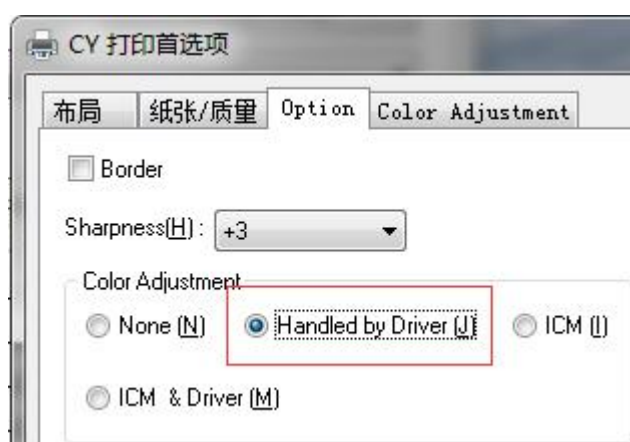 CY 打印首选项
布局 纸张/质量 Option Color Adjustment
Border
Sharpness(H) : +3
Color Adjustment
None (N) Handled by Driver (J) ICM (I)
ICM & Driver (M)